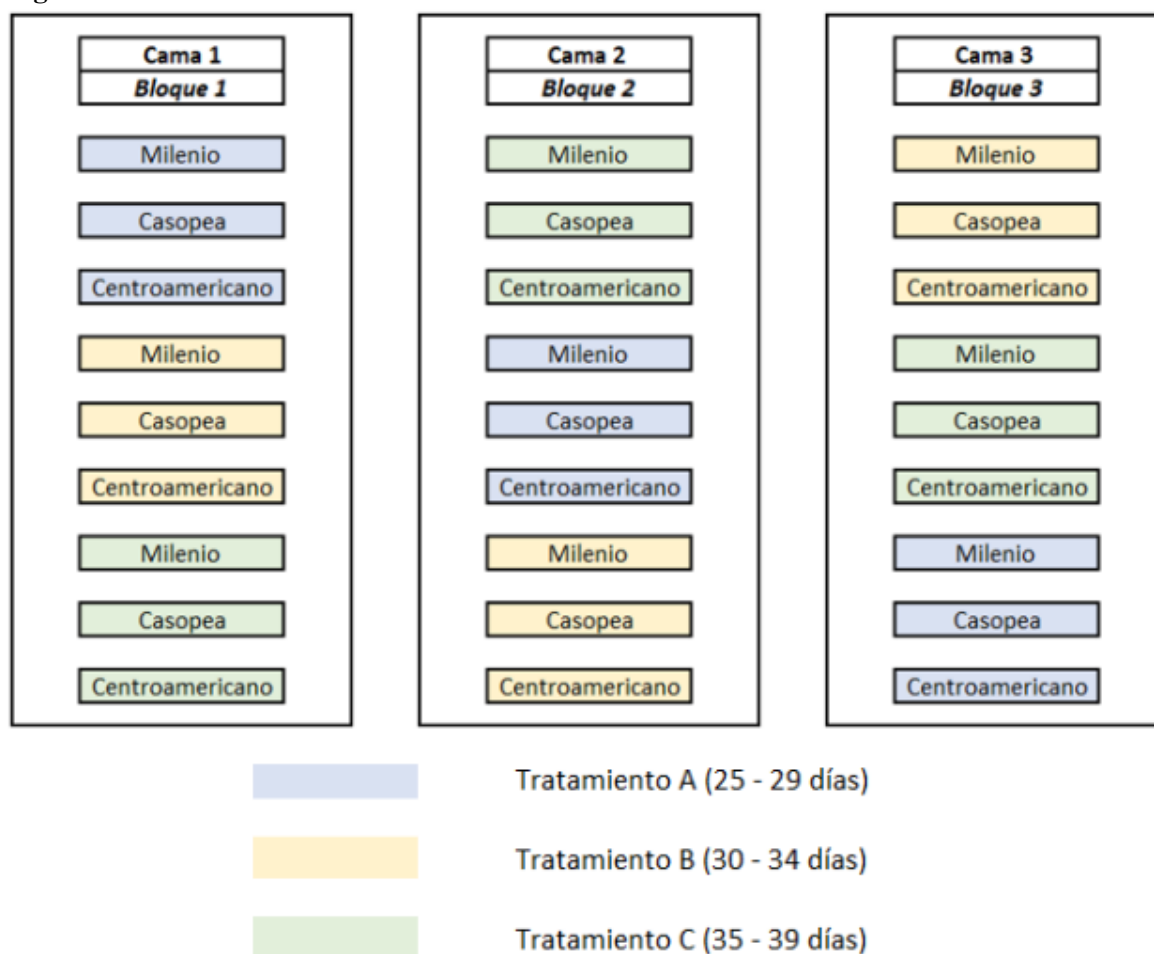 Cama 1
Bloque 1
Milenio
Casopea
Centroamericano
Milenio
Casopea
Centroamericano
Milenio
Casopea
Centroamericano
Cama 2
Bloque 2
Milenio
Casopea
Centroamericano
Milenio
Casopea
Centroamericano
Milenio
Casopea
Centroamericano
Cama 3
Bloque 3
Milenio
Casopea
Centroamericano
Milenio
Casopea
Centroamericano
Milenio
Casopea
Centroamericano
Tratamiento A (25 - 29 días)
Tratamiento B (30 - 34 días)
Tratamiento C (35 - 39 días)